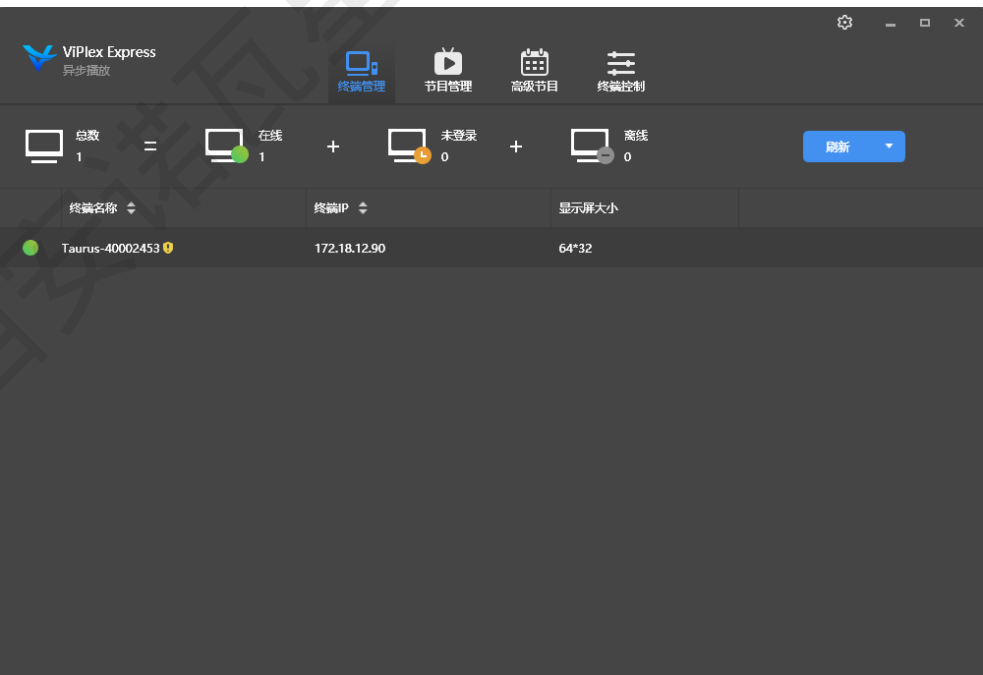 ViPlex Express
异步播放
终端管理
节目管理
高级节目
终端控制
总数
1
=
在线
1
+
未登录
0
+
离线
0
刷新
终端名称
终端IP
显示屏大小
Taurus-40002453
172.18.12.90
64*32